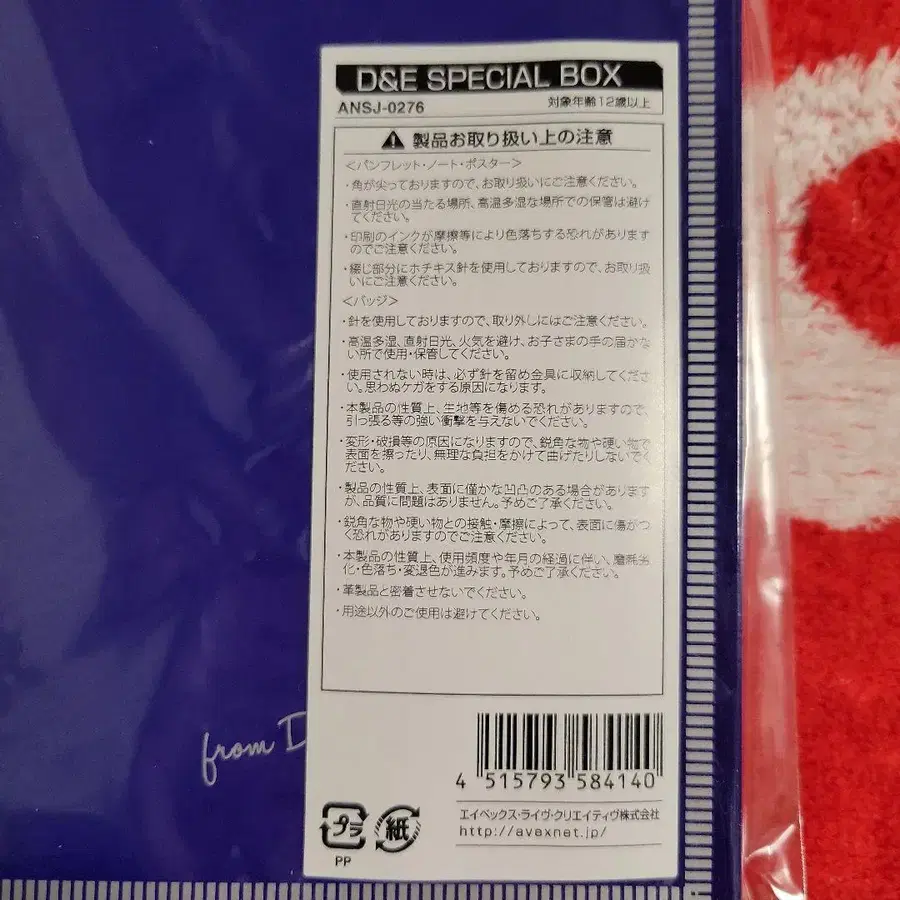 D&E SPECIAL BOX
ANSJ-0276 対象年齢12歳以上
製品お取り扱い上の注意
<パンフレット・ノート・ポスター>
・角が尖っておりますので、お取り扱いにご注意ください。
・直射日光の当たる場所、高温多湿な場所での保管は避け
てください。
・印刷のインクが摩擦等により色落ちする恐れがあります
のでご注意ください。
・綴じ部分にホチキス針を使用しておりますので、お取り扱
いにご注意ください。
<バッジ>
・針を使用しておりますので、取り外しにはご注意ください。
・高温多湿、直射日光、火気を避け、お子さまの手の届かな
い所で使用・保管してください。
・使用されない時は、必ず針を留め金具に収納してくださ
い。思わぬケガをする原因になります。
・本製品の性質上、生地等を傷める恐れがありますので、
引っ張る等の強い衝撃を与えないでください。
・変形・破損等の原因になりますので、鋭角な物や硬い物で
表面を擦ったり、無理な負担をかけて曲げたりしないでく
ださい。
・製品の性質上、表面に僅かな凹凸のある場合があります
が、品質に問題はありません。予めご了承ください。
・鋭角な物や硬い物との接触・摩擦によって、表面に傷がつ
く恐れがありますのでご注意ください。
・本製品の性質上、使用頻度や年月の経過に伴い、磨耗劣
化・色落ち・変退色が進みます。予めご了承ください。
・革製品と密着させないでください。
・用途以外のご使用は避けてください。
from D
4 515793 584140
プラ 紙
PP
エイベックス・ライヴ・クリエイティヴ株式会社
http://avexnet.jp/